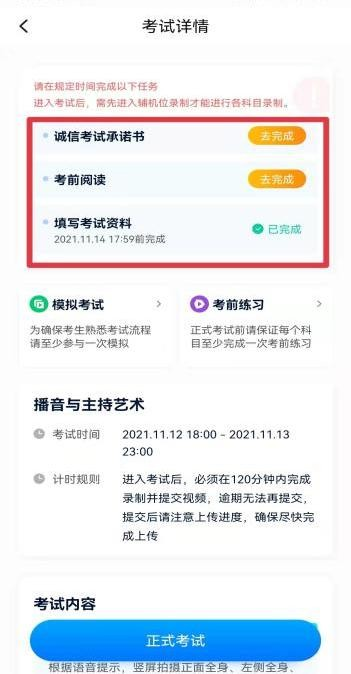 考试详情
请在规定时间完成以下任务
进入考试后，需先进入辅机位录制才能进行各科目录制。
诚信考试承诺书
去完成
考前阅读
去完成
填写考试资料
2021.11.14 17:59前完成
已完成
模拟考试
为确保考生熟悉考试流程
请至少参与一次模拟
考前练习
正式考试前请保证每个科
目至少完成一次考前练习
播音与主持艺术
考试时间 2021.11.12 18:00 - 2021.11.13
23:00
计时规则 进入考试后，必须在120分钟内完成
录制并提交视频，逾期无法再提交，
提交后请注意上传进度，确保尽快完
成上传
考试内容
正式考试
根据语音提示，竖屏拍摄正面全身、左侧全身、